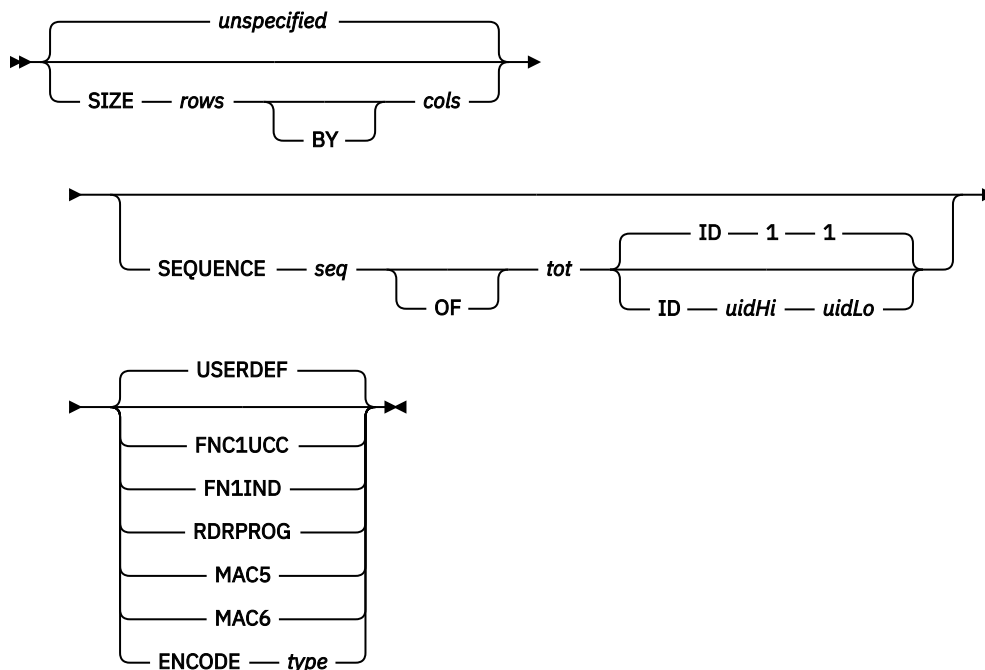 unspecified
SIZE rows cols
BY
ID 1 1
SEQUENCE seq tot
OF ID uidHi uidLo
USERDEF
FNC1UCC
FN1IND
RDRPROG
MAC5
MAC6
ENCODE type